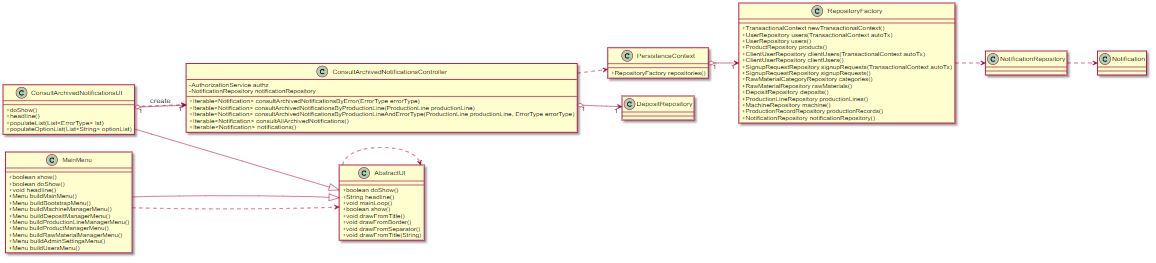 C ConsultArchivedNotificationsUI
+doShow()
+headline()
+populateList(List<ErrorType> lst)
+populateOptionList(List<String> optionList)
create
C ConsultArchivedNotificationsController
-AuthorizationService authz
-NotificationRepository notificationRepository
+Iterable<Notification> consultArchivedNotificationsByError(ErrorType errorType)
+Iterable<Notification> consultArchivedNotificationsByProductionLine(ProductionLine productionLine)
+Iterable<Notification> consultArchivedNotificationsByProductionLineAndErrorType(ProductionLine productionLine, ErrorType errorType)
+Iterable<Notification> consultAllArchivedNotifications()
+Iterable<Notification> notifications()
C PersistenceContext
+RepositoryFactory repositories()
C DepositRepository
C RepositoryFactory
+TransactionalContext newTransactionalContext()
+UserRepository users(TransactionalContext autoTx)
+UserRepository users()
+ProductRepository products()
+ClientUserRepository clientUsers(TransactionalContext autoTx)
+ClientUserRepository clientUsers()
+SignupRequestRepository signupRequests(TransactionalContext autoTx)
+SignupRequestRepository signupRequests()
+RawMaterialCategoryRepository categories()
+RawMaterialRepository rawMaterials()
+DepositRepository deposits()
+ProductionLineRepository productionLines()
+MachineRepository machine()
+ProductionRecordRepository productionRecords()
+NotificationRepository notificationRepository()
C NotificationRepository
C Notification
C MainMenu
+boolean show()
+boolean doShow()
+void headline()
+Menu buildMainMenu()
+Menu buildBootstrapMenu()
+Menu buildMachineManagerMenu()
+Menu buildDepositManagerMenu()
+Menu buildProductionLineManagerMenu()
+Menu buildProductManagerMenu()
+Menu buildRawMaterialManagerMenu()
+Menu buildAdminSettingsMenu()
+Menu buildUsersMenu()
C AbstractUI
+boolean doShow()
+String headline()
+void mainLoop()
+boolean show()
+void drawFromTitle()
+void drawFromBorder()
+void drawFromSeparator()
+void drawFromTitle(String)